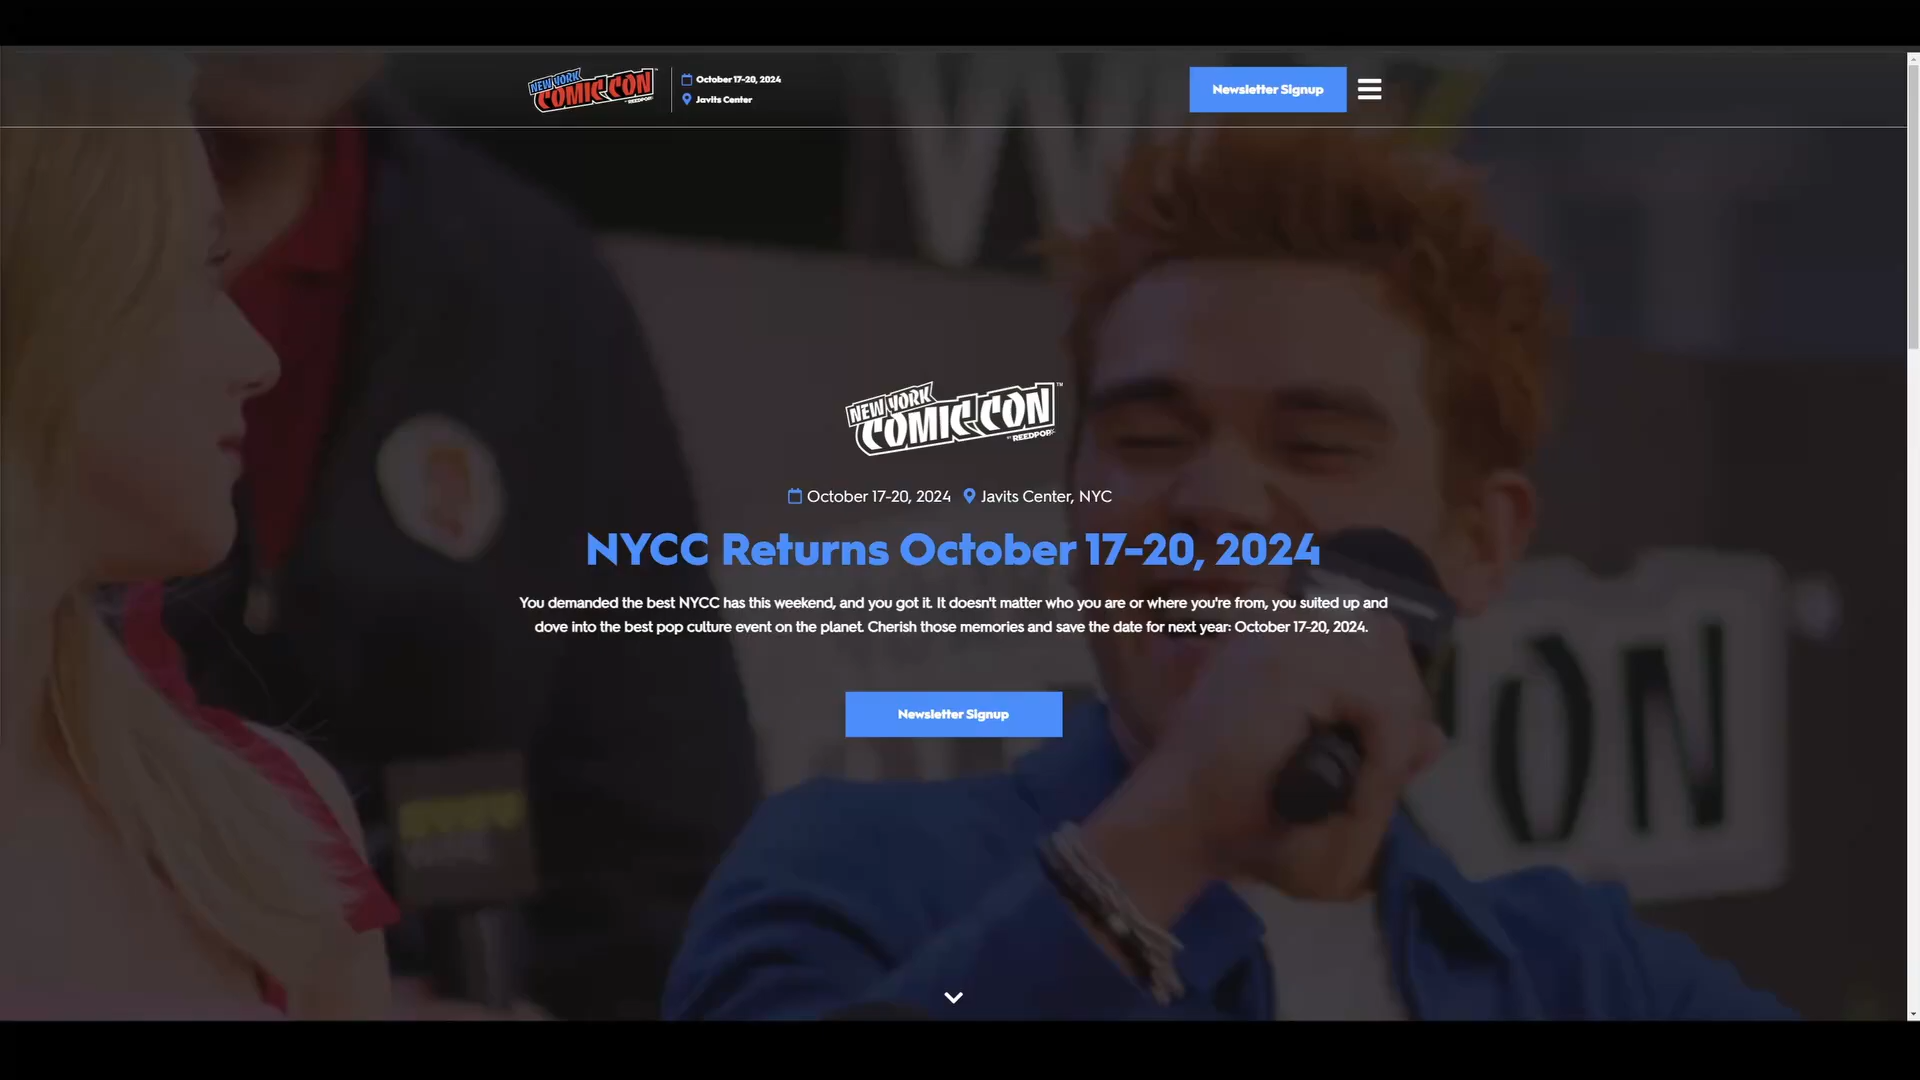 NEW YORK
COMIC CON
BY REEDPOP
October 17-20, 2024
Javits Center
Newsletter Signup
W
NEW YORK
COMIC CON
BY REEDPOP
October 17-20, 2024 Javits Center, NYC
NYCC Returns October 17-20, 2024
You demanded the best NYCC has this weekend, and you got it. It doesn't matter who you are or where you're from, you suited up and
dove into the best pop culture event on the planet. Cherish those memories and save the date for next year: October 17-20, 2024.
ON
Newsletter Signup